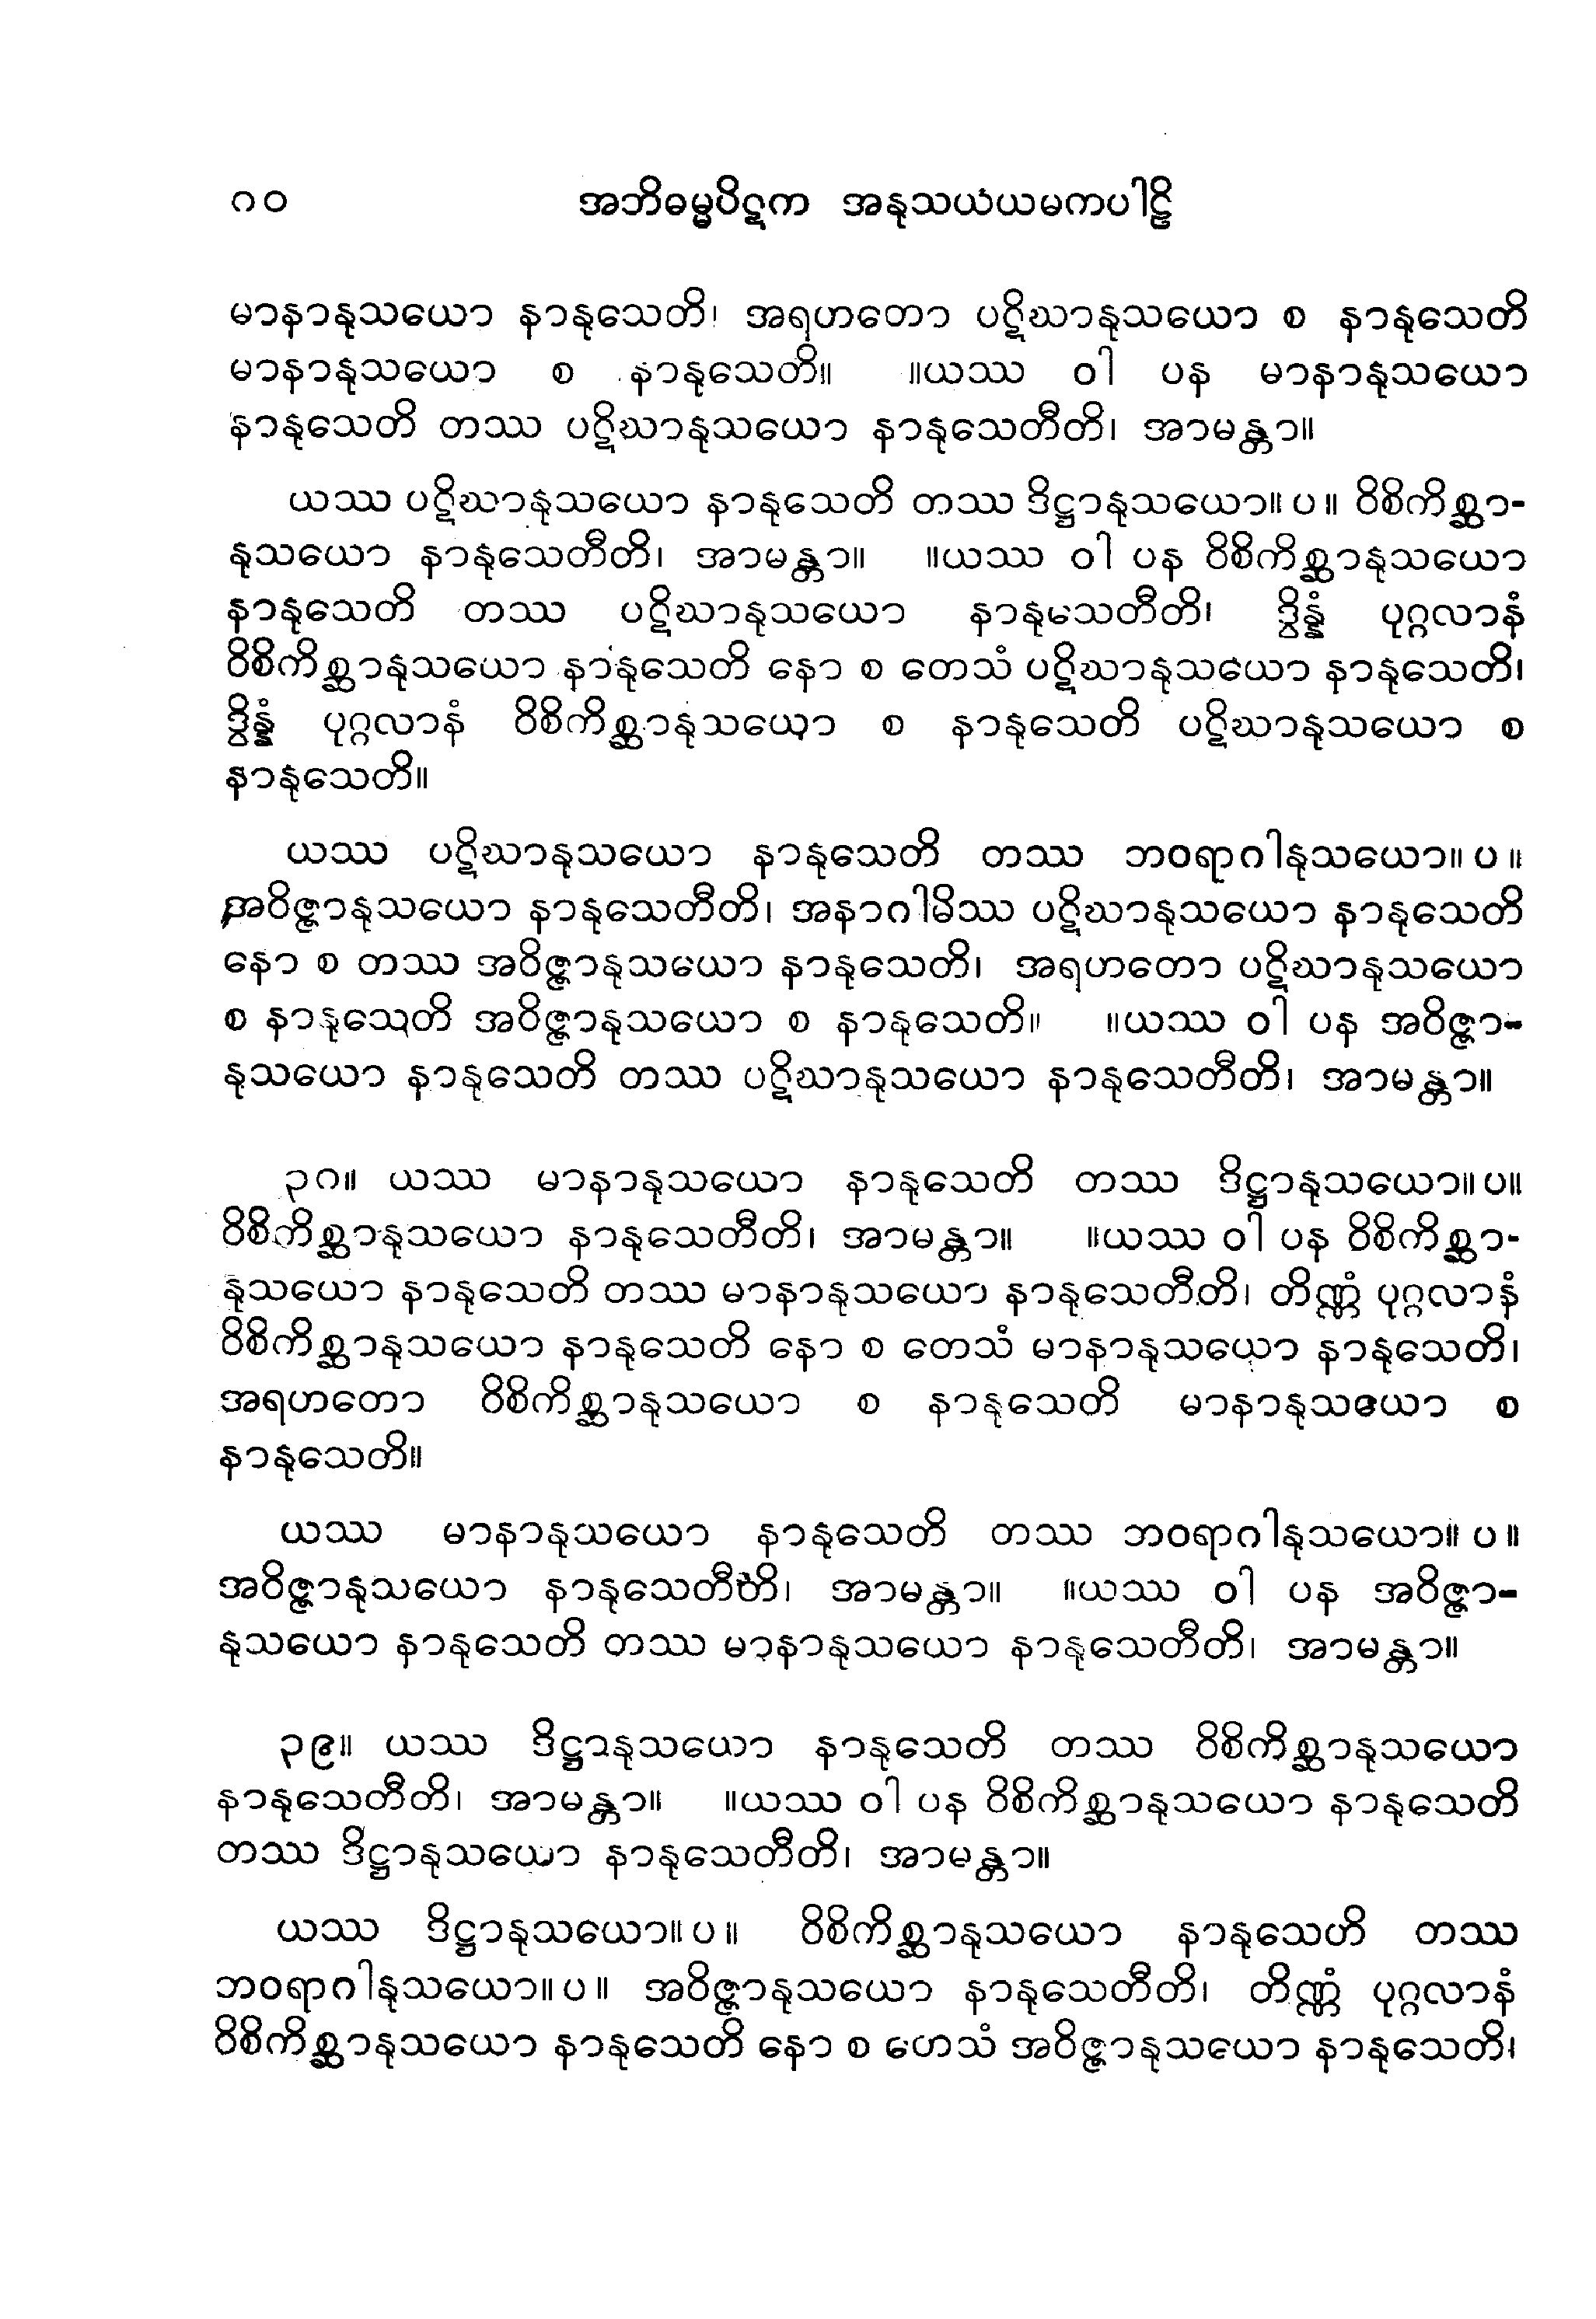 ၈၀ အဘိဓမ္မပိဋက အနုသယံယမကပါဠိ
မာနာနုသယော နာနုသေတိ၊ အရဟတော ပဋိဃာနုသယော စ နာနုသေတိ
မာနာနုသယော စ နာနုသေတိ။ ။ယဿ ဝါ ပန မာနာနုသယော
နာနုသေတိ တဿ ပဋိဃာနုသယော နာနုသေတီတိ၊ အာမန္တာ။
ယဿ ပဋိဃာနုသယော နာနုသေတိ တဿ ဒိဋ္ဌာနုသယော။ပ။ ဝိစိကိစ္ဆာ-
နုသယော နာနုသေတီတိ၊ အာမန္တာ။ ။ယဿ ဝါ ပန ဝိစိကိစ္ဆာနုသယော
နာနုသေတိ တဿ ပဋိဃာနုသယော နာနုသေတီတိ၊ ဒွိန္နံ ပုဂ္ဂလာနံ
ဝိစိကိစ္ဆာနုသယော နာနုသေတိ နော စ တေသံ ပဋိဃာနုသယော နာနုသေတိ၊
ဒွိန္နံ ပုဂ္ဂလာနံ ဝိစိကိစ္ဆာနုသယော စ နာနုသေတိ ပဋိဃာနုသယော စ
နာနုသေတိ။
ယဿ ပဋိဃာနုသယော နာနုသေတိ တဿ ဘဝရာဂါနုသယော။ပ။
အဝိဇ္ဇာနုသယော နာနုသေတီတိ၊ အနာဂါမိဿ ပဋိဃာနုသယော နာနုသေတိ
နော စ တဿ အဝိဇ္ဇာနုသယော နာနုသေတိ၊ အရဟတော ပဋိဃာနုသယော
စ နာနုသေတိ အဝိဇ္ဇာနုသယော စ နာနုသေတိ။ ။ယဿ ဝါ ပန အဝိဇ္ဇာ-
နုသယော နာနုသေတိ တဿ ပဋိဃာနုသယော နာနုသေတီတိ၊ အာမန္တာ။
၃၈။ ယဿ မာနာနုသယော နာနုသေတိ တဿ ဒိဋ္ဌာနုသယော။ပ။
ဝိစိကိစ္ဆာနုသယော နာနုသေတီတိ၊ အာမန္တာ။ ။ယဿ ဝါ ပန ဝိစိကိစ္ဆာ-
နုသယော နာနုသေတိ တဿ မာနာနုသယော နာနုသေတီတိ၊ တိဏ္ဏံ ပုဂ္ဂလာနံ
ဝိစိကိစ္ဆာနုသယော နာနုသေတိ နော စ တေသံ မာနာနုသယော နာနုသေတိ၊
အရဟတော ဝိစိကိစ္ဆာနုသယော စ နာနုသေတိ မာနာနုသယော စ
နာနုသေတိ။
ယဿ မာနာနုသယော နာနုသေတိ တဿ ဘဝရာဂါနုသယော။ပ။
အဝိဇ္ဇာနုသယော နာနုသေတီတိ၊ အာမန္တာ။ ။ယဿ ဝါ ပန အဝိဇ္ဇာ-
နုသယော နာနုသေတိ တဿ မာနာနုသယော နာနုသေတီတိ၊ အာမန္တာ။
၃၉။ ယဿ ဒိဋ္ဌာနုသယော နာနုသေတိ တဿ ဝိစိကိစ္ဆာနုသယော
နာနုသေတီတိ၊ အာမန္တာ။ ။ယဿ ဝါ ပန ဝိစိကိစ္ဆာနုသယော နာနုသေတိ
တဿ ဒိဋ္ဌာနုသယော နာနုသေတီတိ၊ အာမန္တာ။
ယဿ ဒိဋ္ဌာနုသယော။ပ။ ဝိစိကိစ္ဆာနုသယော နာနုသေတိ တဿ
ဘဝရာဂါနုသယော။ပ။ အဝိဇ္ဇာနုသယော နာနုသေတီတိ၊ တိဏ္ဏံ ပုဂ္ဂလာနံ
ဝိစိကိစ္ဆာနုသယော နာနုသေတိ နော စ တေသံ အဝိဇ္ဇာနုသယော နာနုသေတိ၊